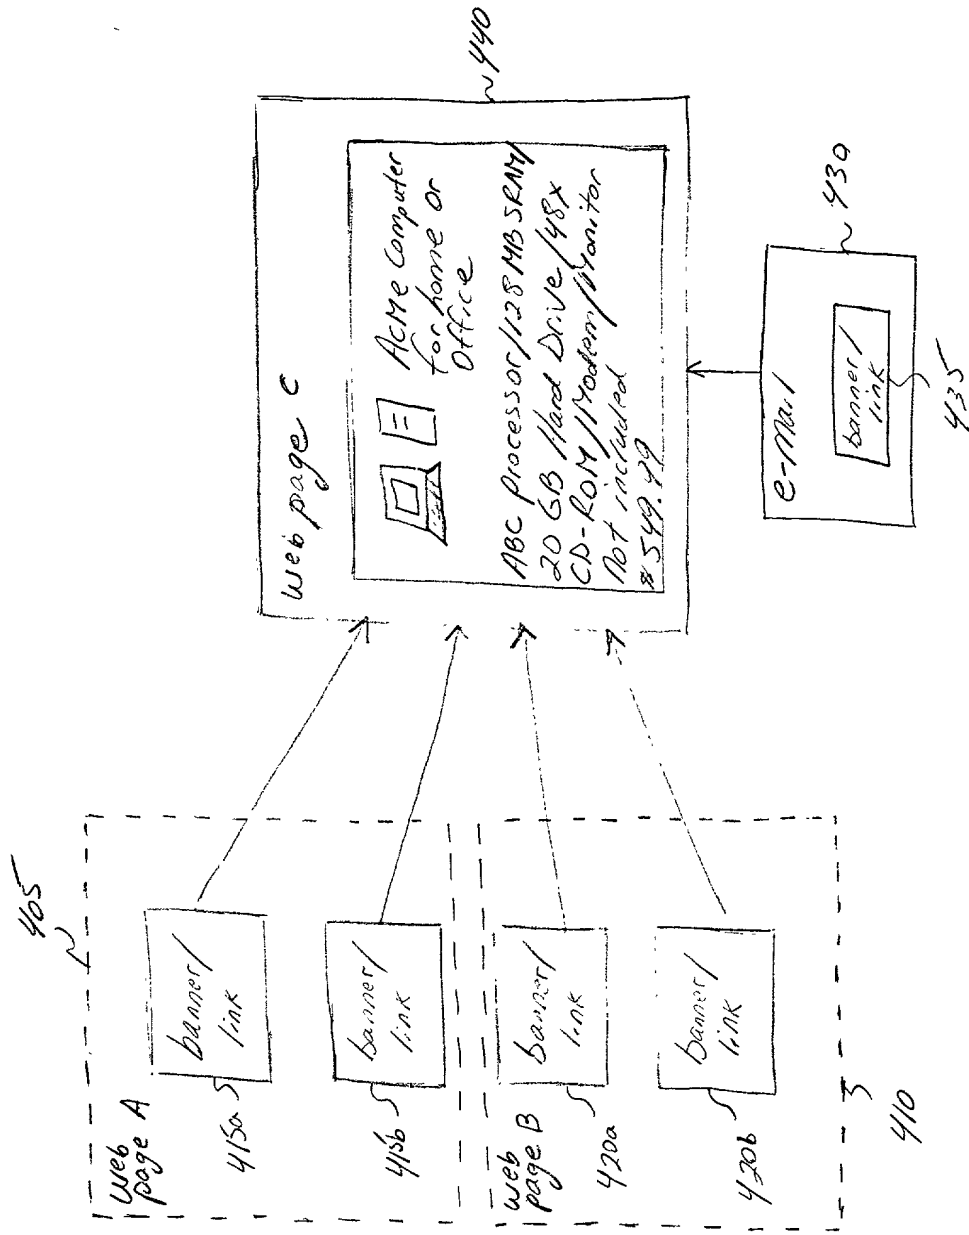 405
Web
page A
banner/
link
415a
banner/
link
415b
Web
page B
banner/
link
420a
banner/
link
420b
410
Web page C
440
ACMe Computer
for home or
Office
ABC processor/128 MB SRAM/
20 GB Hard Drive/48x
CD-ROM/Modem/Monitor
Not included
$549.99
e-Mail
430
banner/
link
435